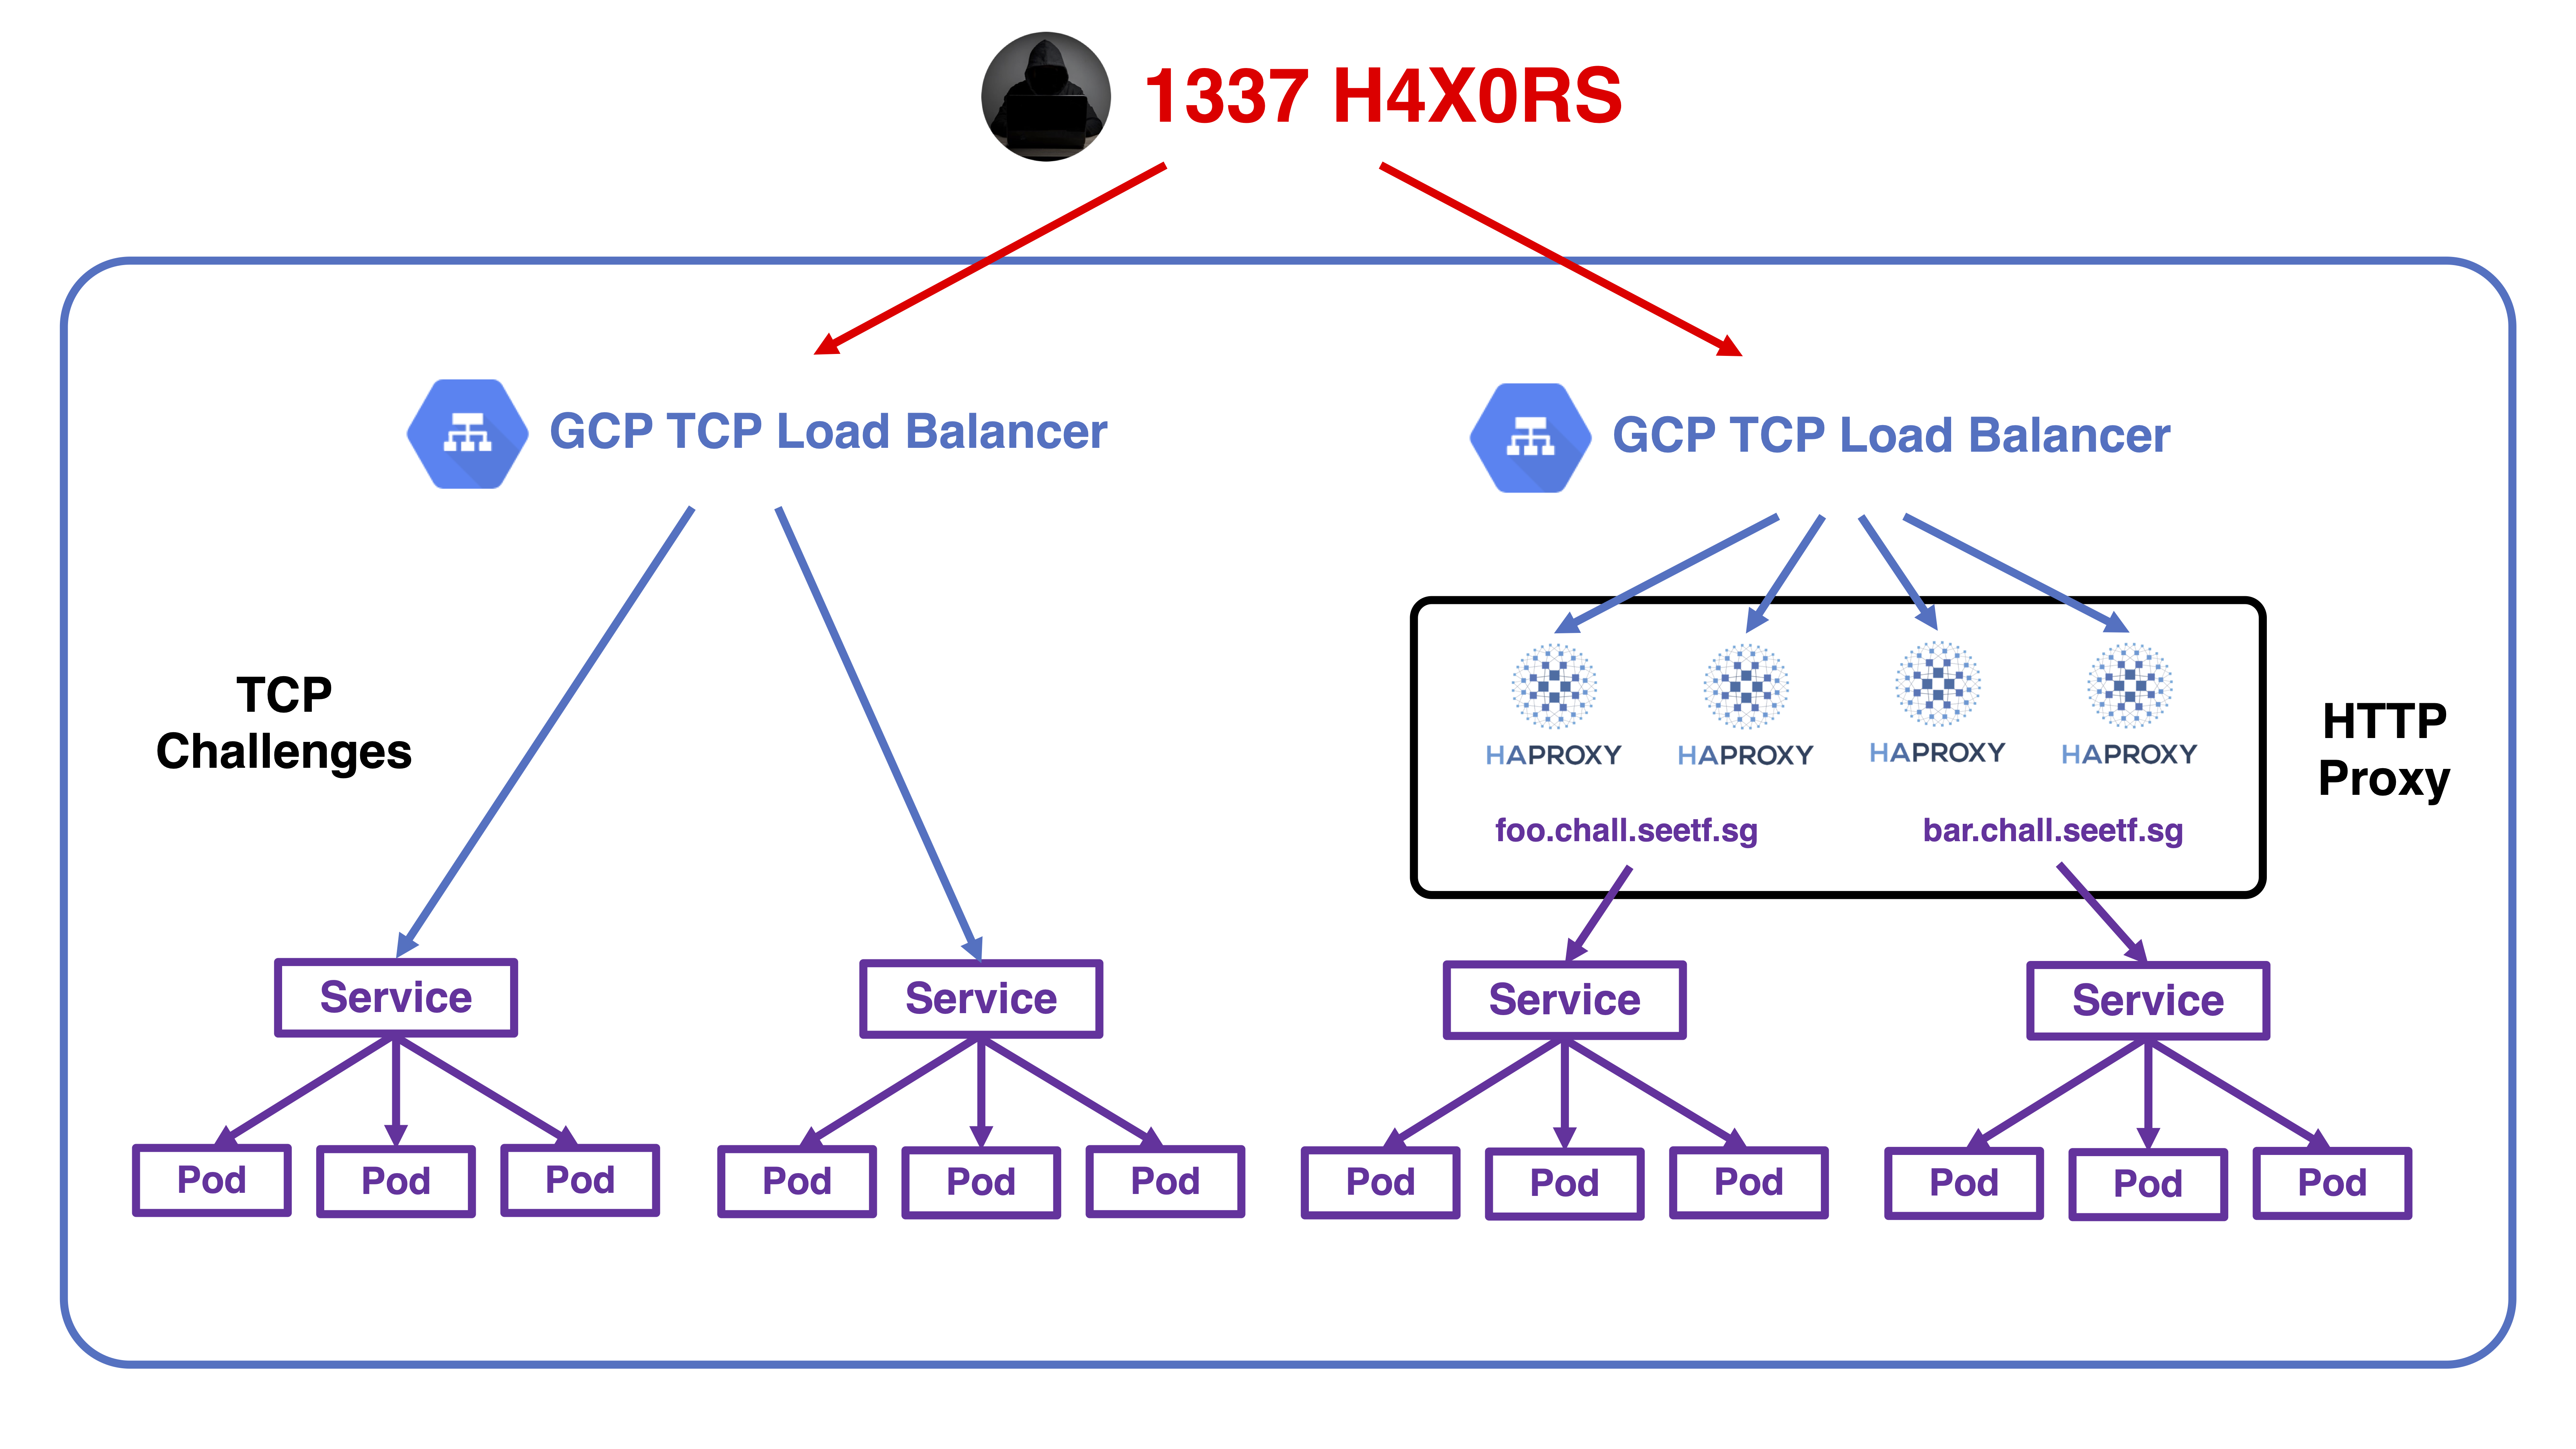 1337 H4X0RS
GCP TCP Load Balancer
GCP TCP Load Balancer
TCP
Challenges
HAPROXY
HAPROXY
HAPROXY
HAPROXY
HTTP
Proxy
foo.chall.seetf.sg
bar.chall.seetf.sg
Service
Service
Service
Service
Pod
Pod
Pod
Pod
Pod
Pod
Pod
Pod
Pod
Pod
Pod
Pod